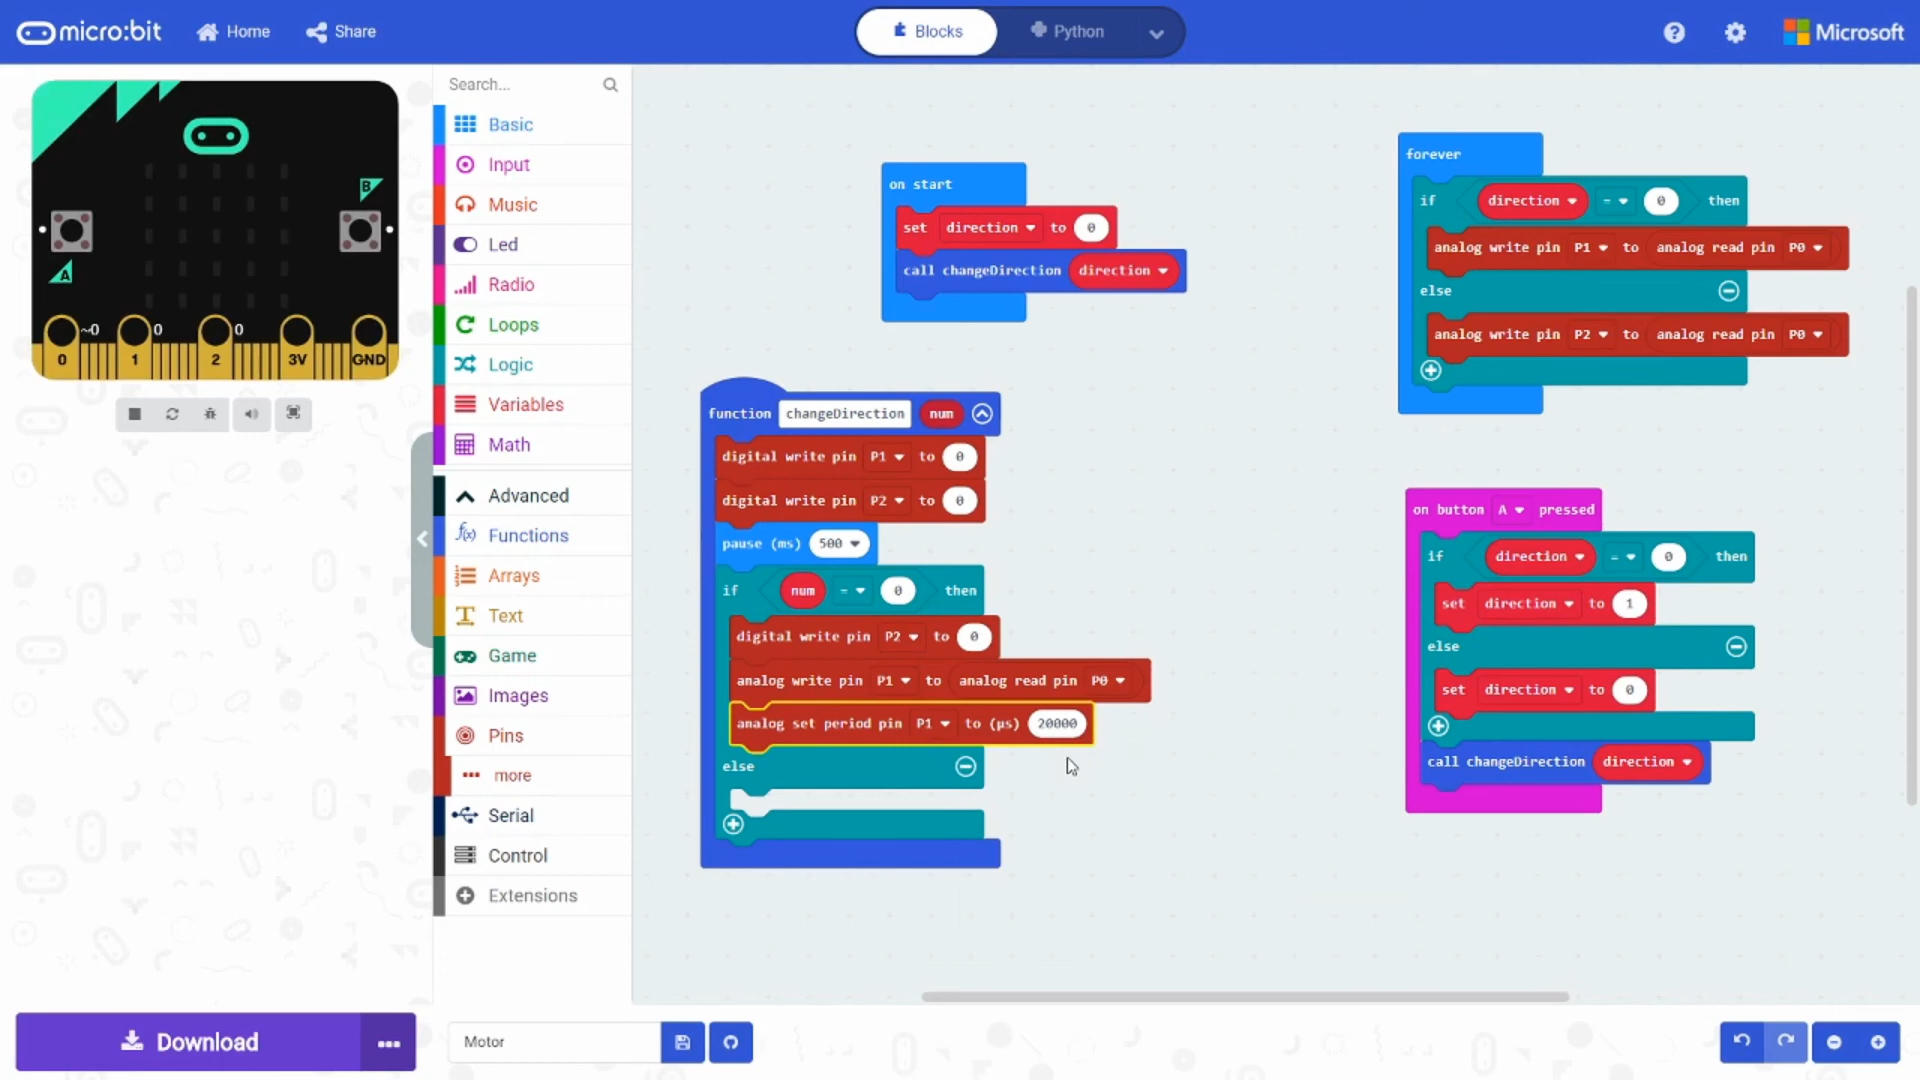 micro:bit
Home
Share
Blocks
Python
Microsoft
B
A
~0 0 0
0 1 2 3V GND
Search...
Basic
Input
Music
Led
Radio
Loops
Logic
Variables
Math
Advanced
Functions
Arrays
Text
Game
Images
Pins
more
Serial
Control
Extensions
on start
set direction to 0
call changeDirection direction
function changeDirection num
digital write pin P1 to 0
digital write pin P2 to 0
pause (ms) 500
if num = 0 then
digital write pin P2 to 0
analog write pin P1 to analog read pin P0
analog set period pin P1 to (µs) 20000
else
forever
if direction = 0 then
analog write pin P1 to analog read pin P0
else
analog write pin P2 to analog read pin P0
on button A pressed
if direction = 0 then
set direction to 1
else
set direction to 0
call changeDirection direction
Download
Motor